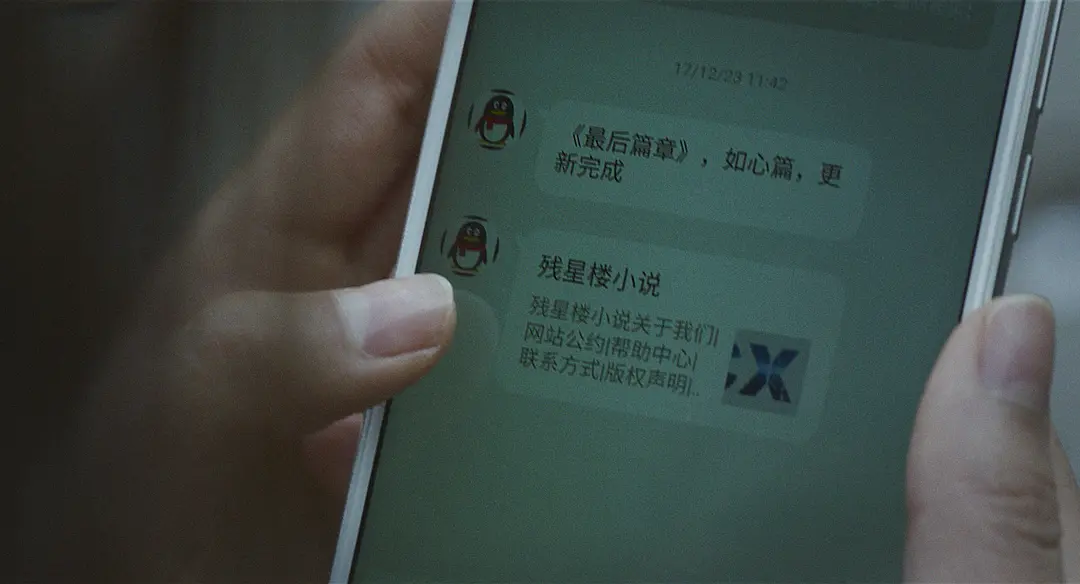 17/12/23 11:42
《最后篇章》，如心篇，更
新完成
残星楼小说
残星楼小说关于我们|
网站公约|帮助中心|
联系方式|版权声明|..
CX